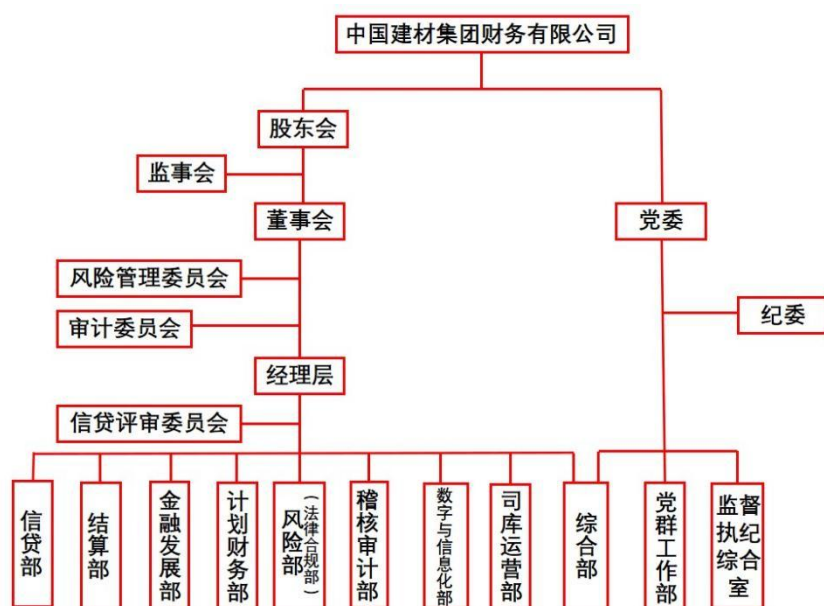 中国建材集团财务有限公司
股东会
监事会
董事会
党委
风险管理委员会
审计委员会
纪委
经理层
信贷评审委员会
信贷部
结算部
金融发展部
计划财务部
风险部
(法律合规部)
稽核审计部
数字与信息化部
司库运营部
综合部
党群工作部
监督执纪综合室